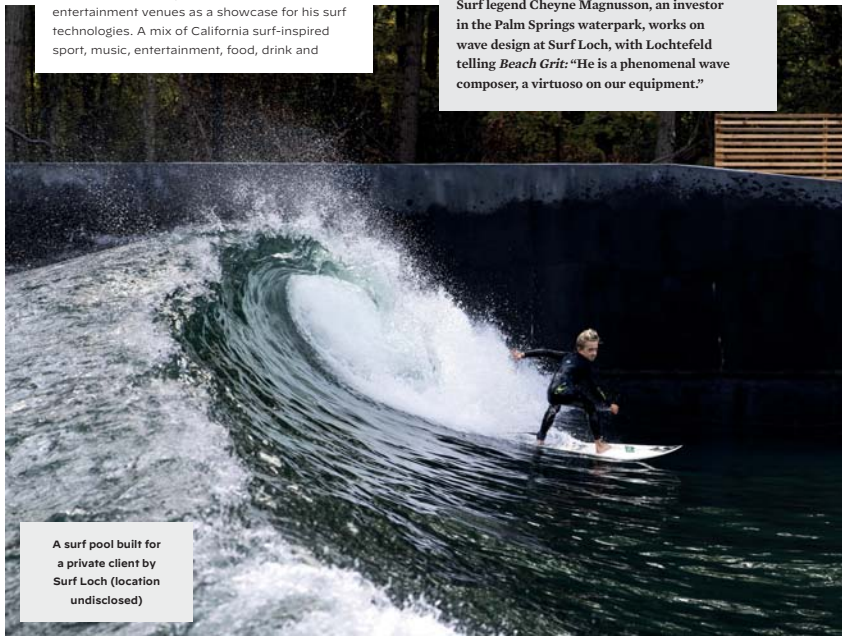 entertainment venues as a showcase for his surf
technologies. A mix of California surf-inspired
sport, music, entertainment, food, drink and
Surf legend Cheyne Magnusson, an investor
in the Palm Springs waterpark, works on
wave design at Surf Loch, with Lochtefeld
telling Beach Grit: “He is a phenomenal wave
composer, a virtuoso on our equipment.”
A surf pool built for
a private client by
Surf Loch (location
undisclosed)